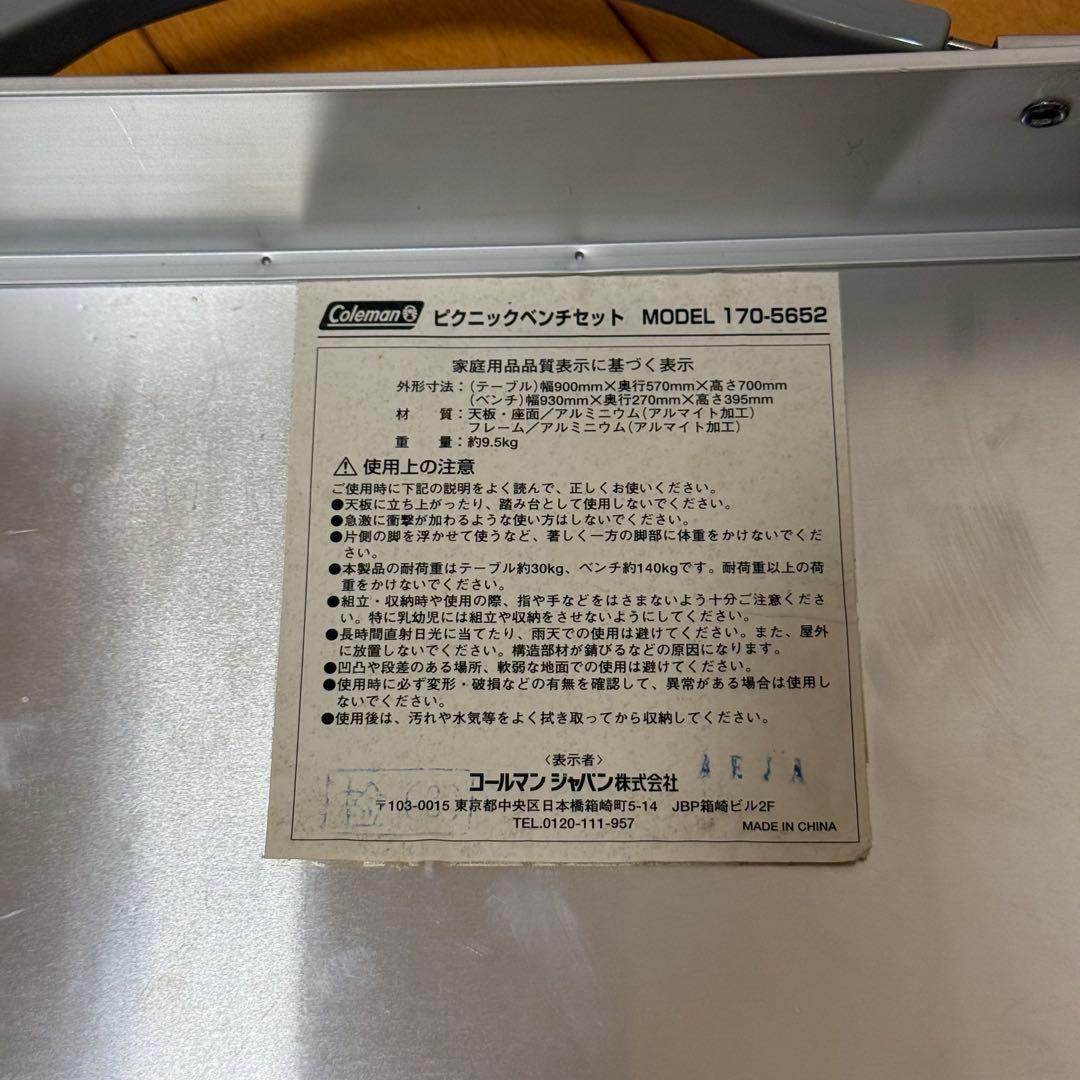 Coleman ピクニックベンチセット MODEL 170-5652
家庭用品品質表示に基づく表示
外形寸法：（テーブル）幅900mm×奥行570mm×高さ700mm
（ベンチ）幅930mm×奥行270mm×高さ395mm
材 質：天板・座面／アルミニウム（アルマイト加工）
フレーム／アルミニウム（アルマイト加工）
重 量：約9.5kg
⚠ 使用上の注意
ご使用時に下記の説明をよく読んで、正しくお使いください。
●天板に立ち上がったり、踏み台として使用しないでください。
●急激に衝撃が加わるような使い方はしないでください。
●片側の脚を浮かせて使うなど、著しく一方の脚部に体重をかけないでくだ
さい。
●本製品の耐荷重はテーブル約30kg、ベンチ約140kgです。耐荷重以上の荷
重をかけないでください。
●組立・収納時や使用の際、指や手などをはさまないよう十分ご注意くださ
い。特に乳幼児には組立や収納をさせないようにしてください。
●長時間直射日光に当てたり、雨天での使用は避けてください。また、屋外
に放置しないでください。構造部材が錆びるなどの原因になります。
●凹凸や段差のある場所、軟弱な地面での使用は避けてください。
●使用時に必ず変形・破損などの有無を確認して、異常がある場合は使用し
ないでください。
●使用後は、汚れや水気等をよく拭き取ってから収納してください。
〈表示者〉
コールマン ジャパン株式会社
〒103-0015 東京都中央区日本橋箱崎町5-14 JBP箱崎ビル2F
TEL.0120-111-957
MADE IN CHINA